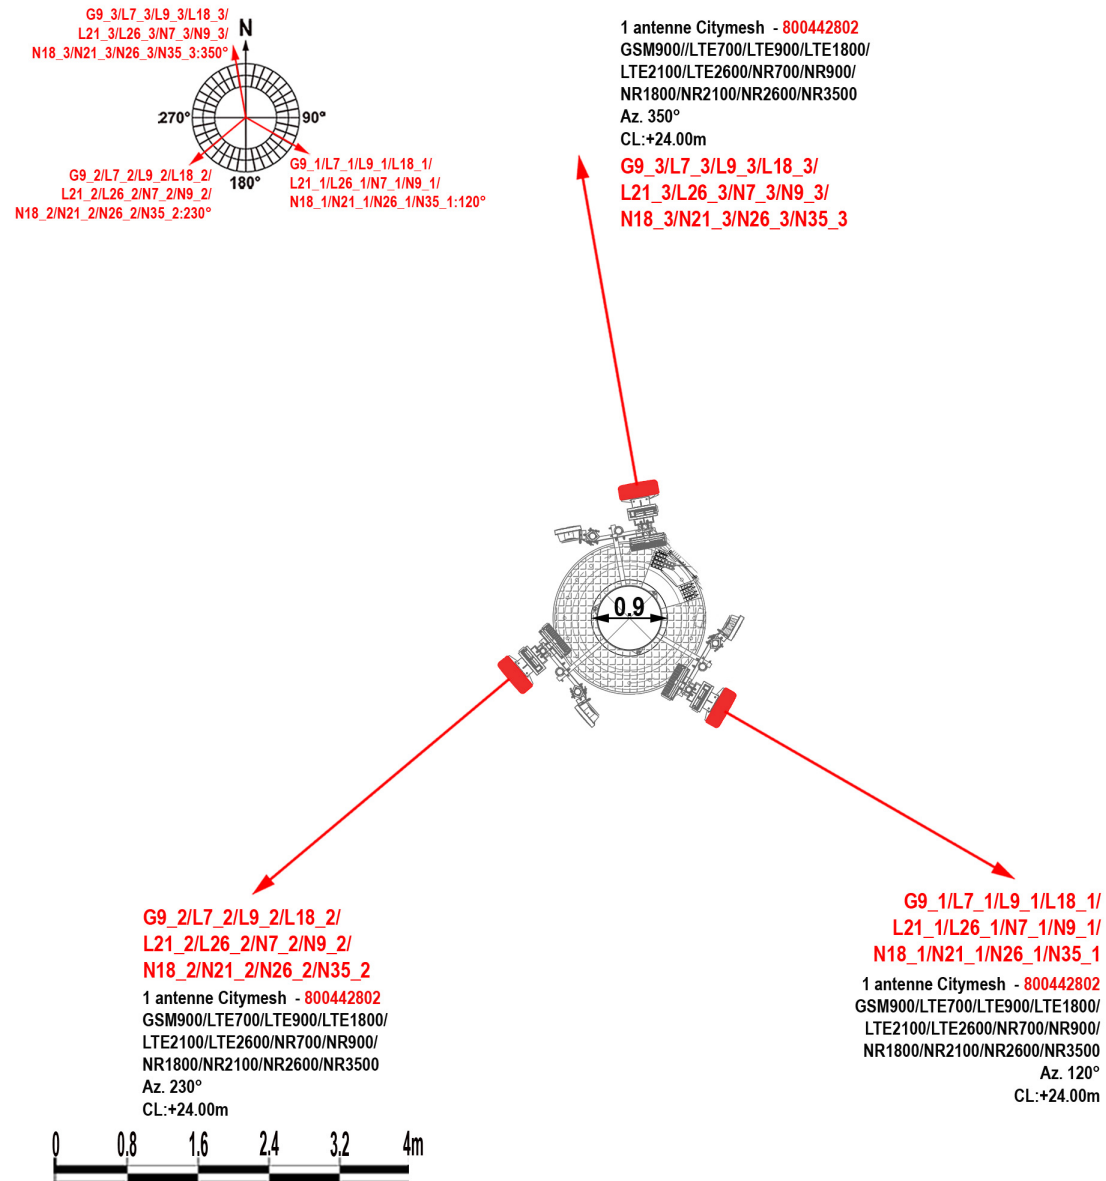 G9_3/L7_3/L9_3/L18_3/
L21_3/L26_3/N7_3/N9_3/
N18_3/N21_3/N26_3/N35_3:350°
N
270°
90°
180°
G9_2/L7_2/L9_2/L18_2/
L21_2/L26_2/N7_2/N9_2/
N18_2/N21_2/N26_2/N35_2:230°
G9_1/L7_1/L9_1/L18_1/
L21_1/L26_1/N7_1/N9_1/
N18_1/N21_1/N26_1/N35_1:120°
1 antenne Citymesh - 800442802
GSM900//LTE700/LTE900/LTE1800/
LTE2100/LTE2600/NR700/NR900/
NR1800/NR2100/NR2600/NR3500
Az. 350°
CL:+24.00m
G9_3/L7_3/L9_3/L18_3/
L21_3/L26_3/N7_3/N9_3/
N18_3/N21_3/N26_3/N35_3
0.9
G9_2/L7_2/L9_2/L18_2/
L21_2/L26_2/N7_2/N9_2/
N18_2/N21_2/N26_2/N35_2
1 antenne Citymesh - 800442802
GSM900/LTE700/LTE900/LTE1800/
LTE2100/LTE2600/NR700/NR900/
NR1800/NR2100/NR2600/NR3500
Az. 230°
CL:+24.00m
G9_1/L7_1/L9_1/L18_1/
L21_1/L26_1/N7_1/N9_1/
N18_1/N21_1/N26_1/N35_1
1 antenne Citymesh - 800442802
GSM900/LTE700/LTE900/LTE1800/
LTE2100/LTE2600/NR700/NR900/
NR1800/NR2100/NR2600/NR3500
Az. 120°
CL:+24.00m
0 0.8 1.6 2.4 3.2 4m